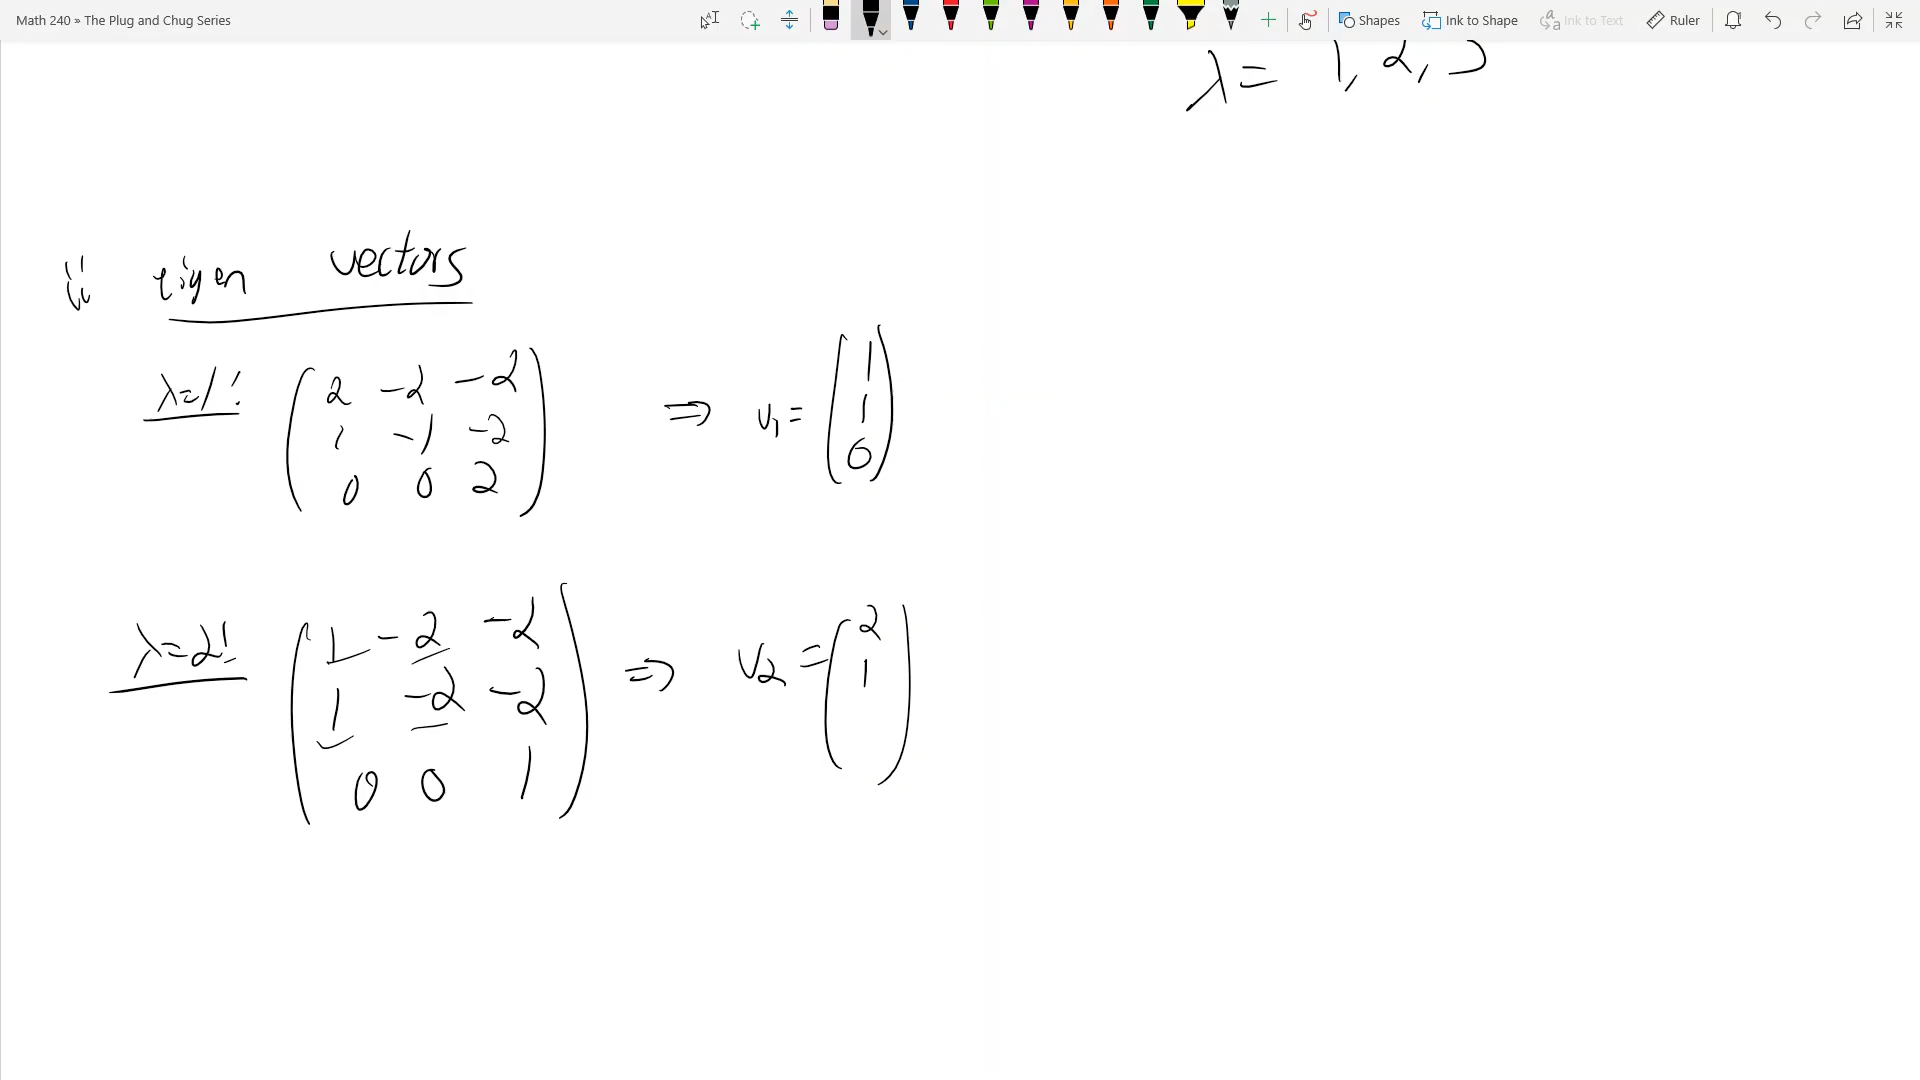 Math 240 » The Plug and Chug Series
Shapes
Ink to Shape
Ink to Text
Ruler
λ = 1, 2, 3
ii eigen vectors
λ=1: ( 2 -2 -2
1 -1 -2
0 0 2 ) ⇒ v1 = ( 1
1
0 )
λ=2: ( 1 -2 -2
1 -2 -2
0 0 1 ) ⇒ v2 = ( 2
1 )